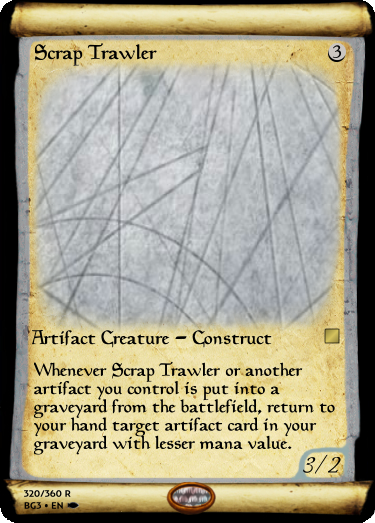 Scrap Trawler 3
Artifact Creature – Construct
Whenever Scrap Trawler or another
artifact you control is put into a
graveyard from the battlefield, return to
your hand target artifact card in your
graveyard with lesser mana value.
3/2
320/360 R
BG3 • EN